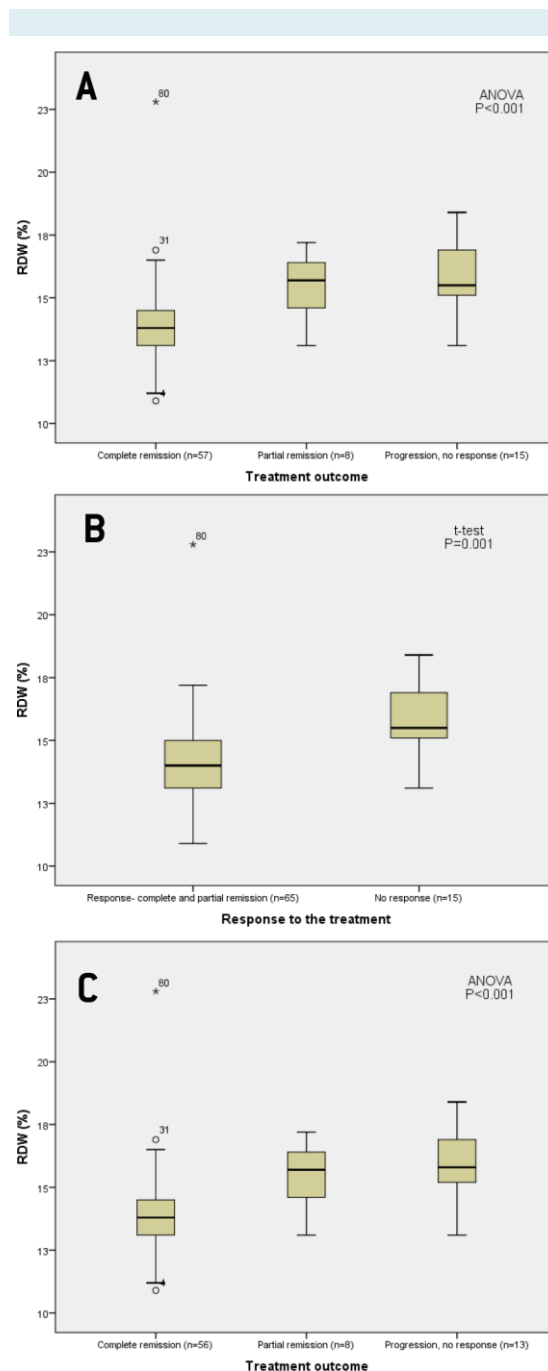 A
80
ANOVA
P<0.001
23
20
31
18
RDW (%)
15
13
10
Complete remission (n=57) Partial remission (n=8) Progression, no response (n=15)
Treatment outcome
B
80
t-test
P=0.001
23
20
18
RDW (%)
15
13
10
Response- complete and partial remission (n=65) No response (n=15)
Response to the treatment
C
80
ANOVA
P<0.001
23
20
31
18
RDW (%)
15
13
10
Complete remission (n=56) Partial remission (n=8) Progression, no response (n=13)
Treatment outcome